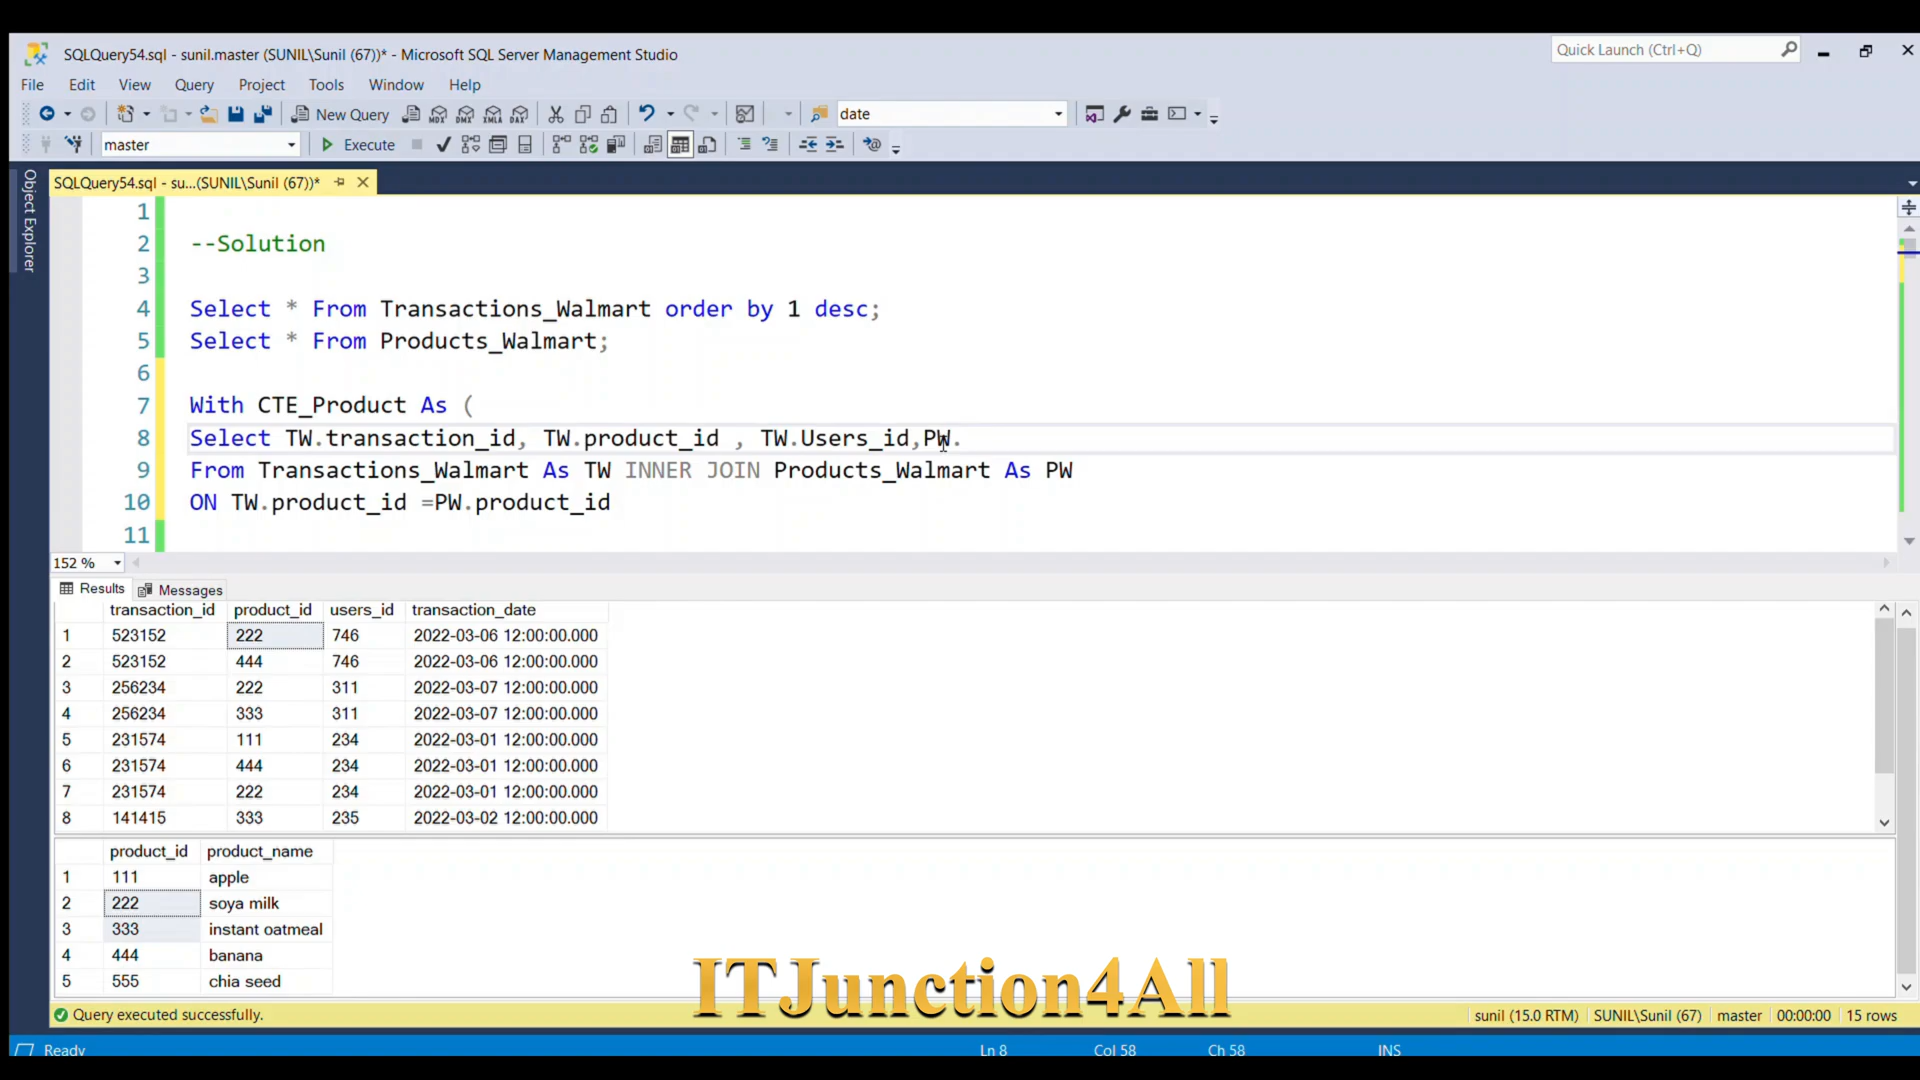 SQLQuery54.sql - sunil.master (SUNIL\Sunil (67))* - Microsoft SQL Server Management Studio
Quick Launch (Ctrl+Q)
File Edit View Query Project Tools Window Help
New Query
MDX DMX XMLA DAX
date
master
Execute
Object Explorer
SQLQuery54.sql - su...(SUNIL\Sunil (67))*
1
2 --Solution
3
4 Select * From Transactions_Walmart order by 1 desc;
5 Select * From Products_Walmart;
6
7 With CTE_Product As (
8 Select TW.transaction_id, TW.product_id , TW.Users_id,PW.
9 From Transactions_Walmart As TW INNER JOIN Products_Walmart As PW
10 ON TW.product_id =PW.product_id
11
152 %
Results Messages
transaction_id product_id users_id transaction_date
1 523152 222 746 2022-03-06 12:00:00.000
2 523152 444 746 2022-03-06 12:00:00.000
3 256234 222 311 2022-03-07 12:00:00.000
4 256234 333 311 2022-03-07 12:00:00.000
5 231574 111 234 2022-03-01 12:00:00.000
6 231574 444 234 2022-03-01 12:00:00.000
7 231574 222 234 2022-03-01 12:00:00.000
8 141415 333 235 2022-03-02 12:00:00.000
product_id product_name
1 111 apple
2 222 soya milk
3 333 instant oatmeal
4 444 banana
5 555 chia seed
ITJunction4All
Query executed successfully.
sunil (15.0 RTM) SUNIL\Sunil (67) master 00:00:00 15 rows
Ready Ln 8 Col 58 Ch 58 INS